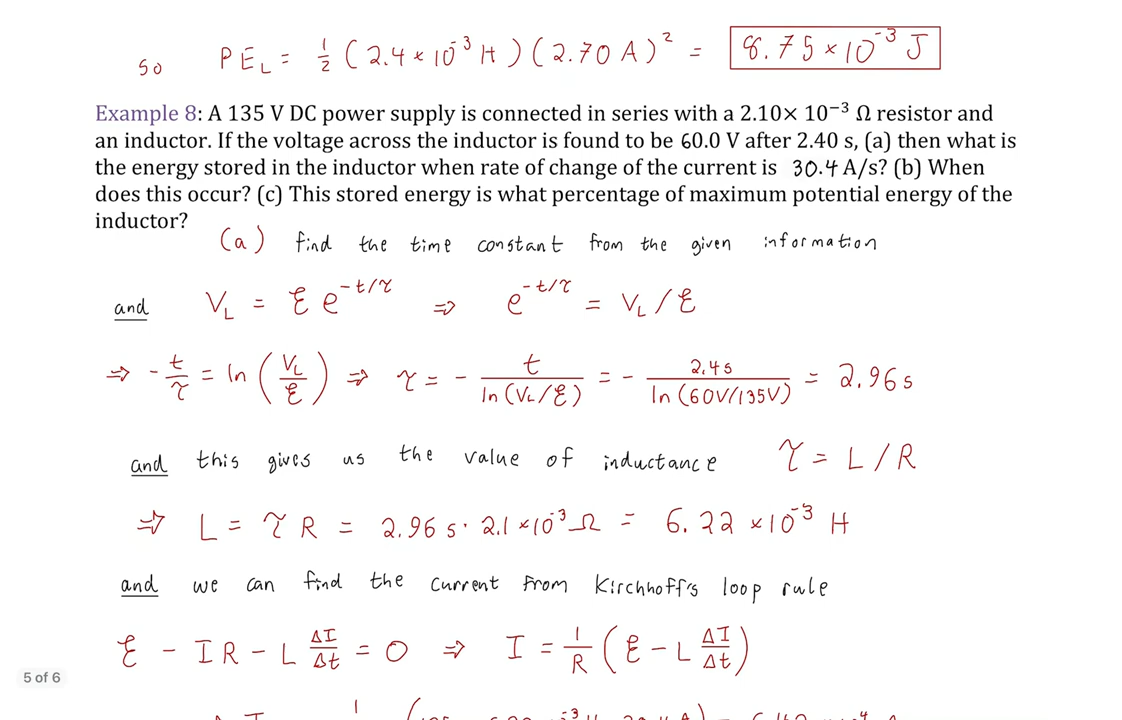 so PE_L = 1/2 (2.4 × 10^-3 H)(2.70 A)^2 = 8.75 × 10^-3 J
Example 8: A 135 V DC power supply is connected in series with a 2.10× 10^−3 Ω resistor and
an inductor. If the voltage across the inductor is found to be 60.0 V after 2.40 s, (a) then what is
the energy stored in the inductor when rate of change of the current is 30.4 A/s? (b) When
does this occur? (c) This stored energy is what percentage of maximum potential energy of the
inductor?
(a) find the time constant from the given information
and V_L = ℰ e^-t/τ ⇒ e^-t/τ = V_L / ℰ
⇒ - t/τ = ln (V_L/ℰ) ⇒ τ = - t/ln(V_L/ℰ) = - 2.4s/ln(60V/135V) = 2.96 s
and this gives us the value of inductance τ = L / R
⇒ L = τ R = 2.96 s · 2.1 × 10^-3 Ω = 6.22 × 10^-3 H
and we can find the current from Kirchhoff's loop rule
ℰ - IR - L ΔI/Δt = 0 ⇒ I = 1/R (ℰ - L ΔI/Δt)
5 of 6